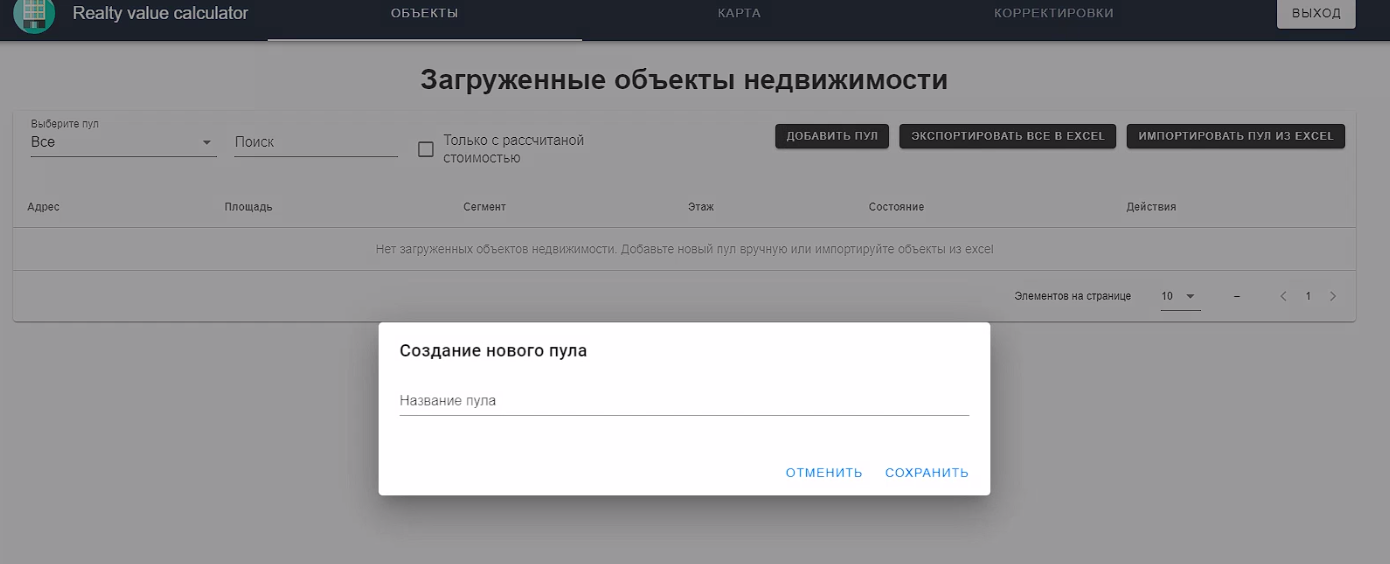 Realty value calculator
ОБЪЕКТЫ
КАРТА
КОРРЕКТИРОВКИ
ВЫХОД
Загруженные объекты недвижимости
Выберите пул
Все
Поиск
Только с рассчитаной
стоимостью
ДОБАВИТЬ ПУЛ
ЭКСПОРТИРОВАТЬ ВСЕ В EXCEL
ИМПОРТИРОВАТЬ ПУЛ ИЗ EXCEL
Адрес
Площадь
Сегмент
Этаж
Состояние
Действия
Нет загруженных объектов недвижимости. Добавьте новый пул вручную или импортируйте объекты из excel
Элементов на странице
10
–
1
Создание нового пула
Название пула
ОТМЕНИТЬ
СОХРАНИТЬ